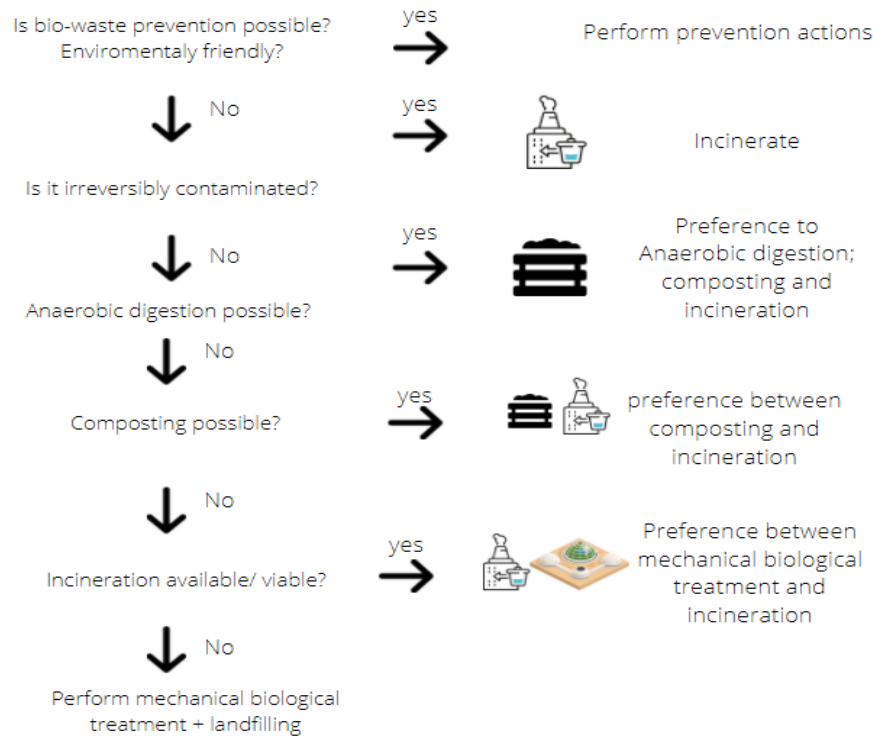 Is bio-waste prevention possible?
Enviromentaly friendly?
yes
Perform prevention actions
No
yes
Incinerate
Is it irreversibly contaminated?
No
yes
Preference to
Anaerobic digestion;
composting and
incineration
Anaerobic digestion possible?
No
Composting possible?
yes
preference between
composting and
incineration
No
Incineration available/ viable?
yes
Preference between
mechanical biological
treatment and
incineration
No
Perform mechanical biological
treatment + landfilling